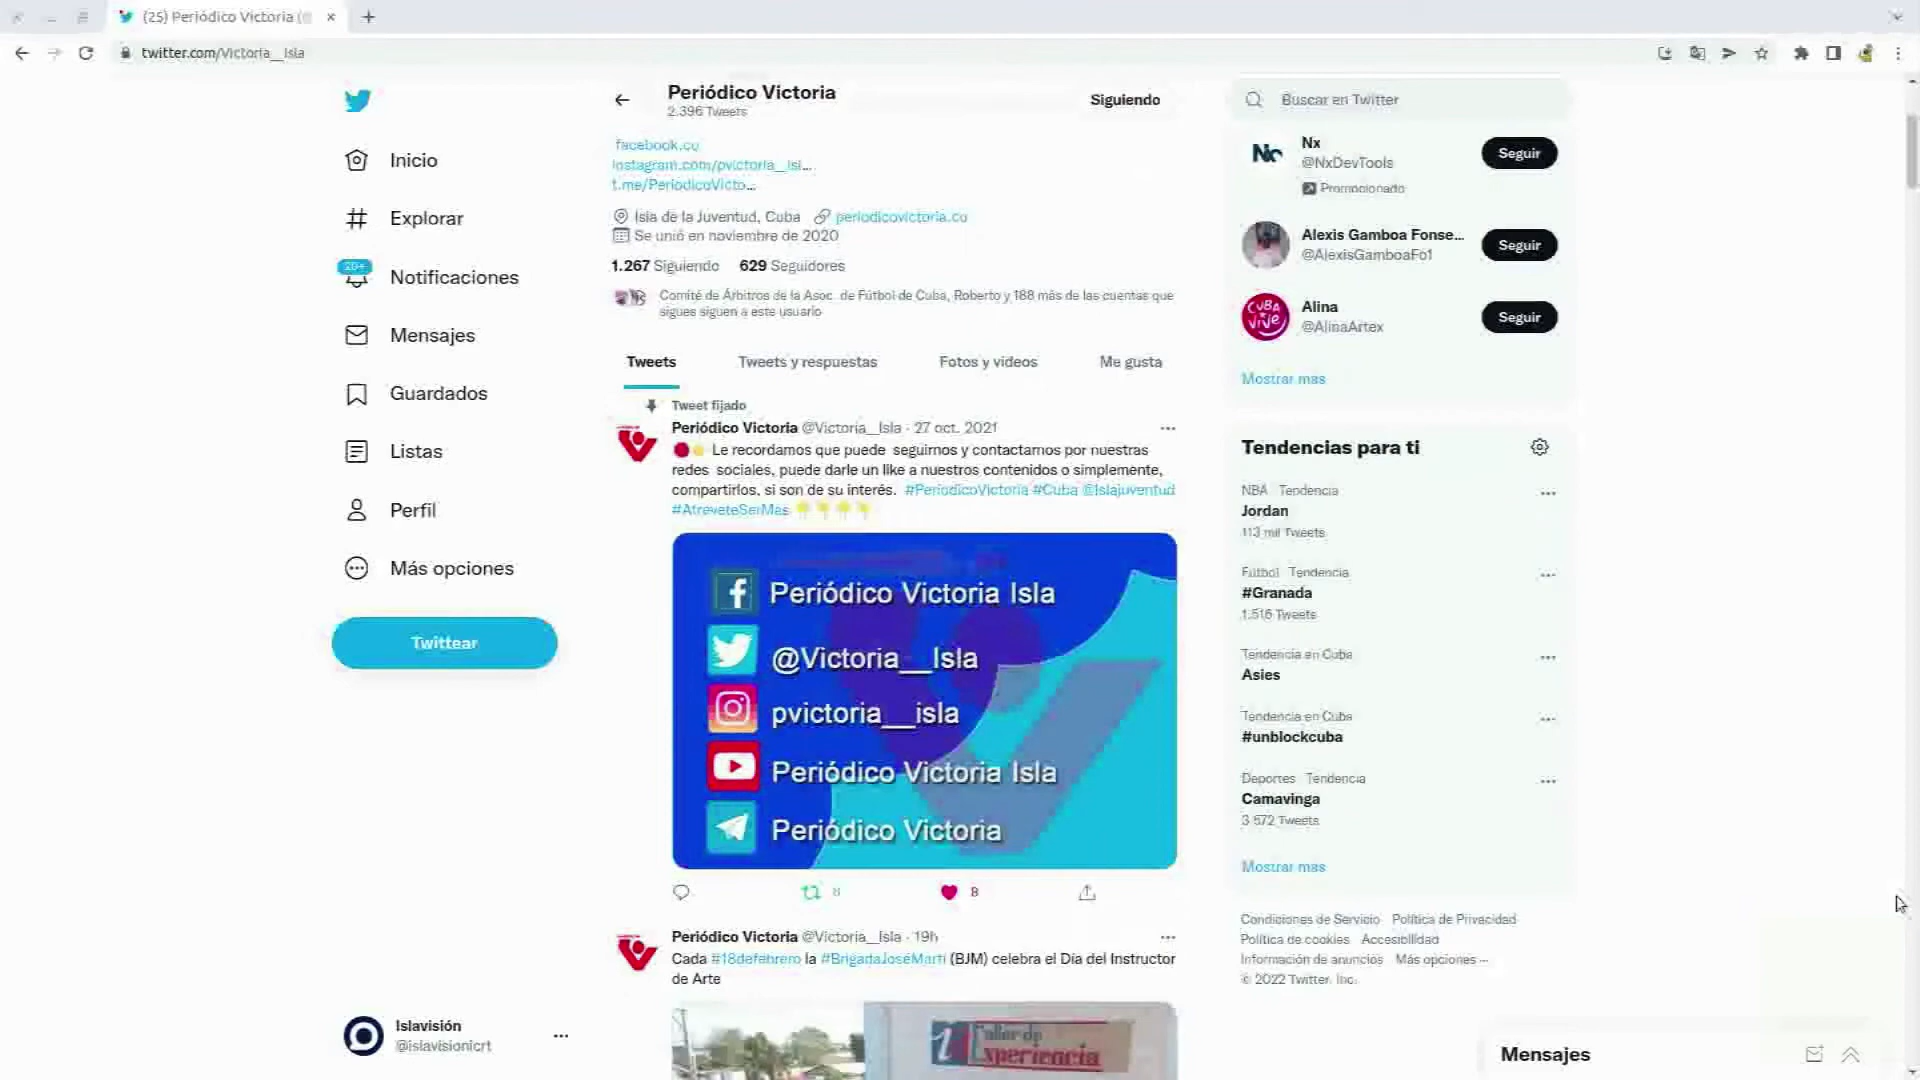 (25) Periódico Victoria (@
twitter.com/Victoria__Isla
Inicio
Explorar
20+
Notificaciones
Mensajes
Guardados
Listas
Perfil
Más opciones
Twittear
Islavisión
@islavisionicrt
Periódico Victoria
2.396 Tweets
Siguiendo
facebook.cu
instagram.com/pvictoria__isl...
t.me/PeriodicoVicto...
Isla de la Juventud, Cuba periodicovictoria.cu
Se unió en noviembre de 2020
1.267 Siguiendo 629 Seguidores
Comité de Árbitros de la Asoc. de Fútbol de Cuba, Roberto y 188 más de las cuentas que
sigues siguen a este usuario
Tweets Tweets y respuestas Fotos y videos Me gusta
Tweet fijado
Periódico Victoria @Victoria__Isla · 27 oct. 2021
Le recordamos que puede seguirnos y contactarnos por nuestras
redes sociales, puede darle un like a nuestros contenidos o simplemente,
compartirlos, si son de su interés. #PeriodicoVictoria #Cuba @Islajuventud
#AtreveteSerMas
Periódico Victoria Isla
@Victoria__Isla
pvictoria__isla
Periódico Victoria Isla
Periódico Victoria
8 8
Periódico Victoria @Victoria__Isla · 19h
Cada #18defebrero la #BrigadaJoséMartí (BJM) celebra el Día del Instructor
de Arte
Taller de
Experiencia
Buscar en Twitter
Nx
@NxDevTools
Promocionado
Seguir
Alexis Gamboa Fonse...
@AlexisGamboaFo1
Seguir
CUBA
ViVe
Alina
@AlinaArtex
Seguir
Mostrar más
Tendencias para ti
NBA Tendencia
Jordan
113 mil Tweets
Fútbol Tendencia
#Granada
1.516 Tweets
Tendencia en Cuba
Asies
Tendencia en Cuba
#unblockcuba
Deportes Tendencia
Camavinga
3.572 Tweets
Mostrar más
Condiciones de Servicio Política de Privacidad
Política de cookies Accesibilidad
Información de anuncios Más opciones ···
© 2022 Twitter, Inc.
Mensajes